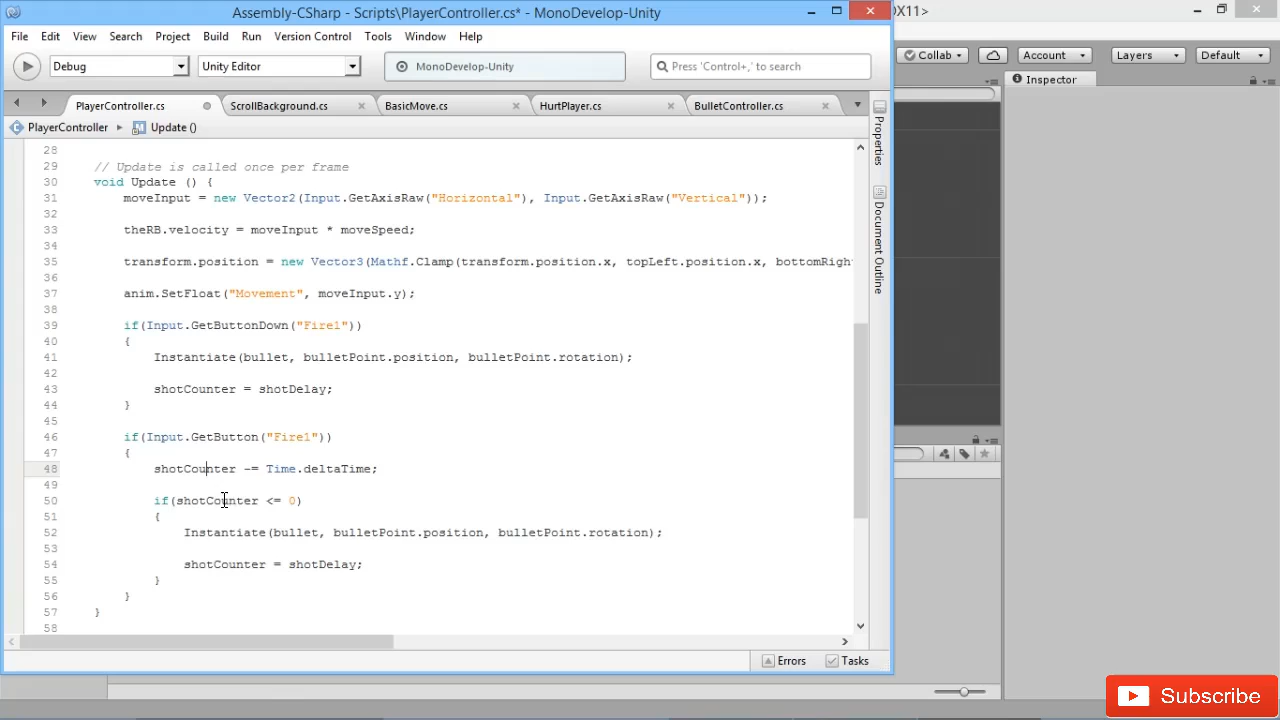 Assembly-CSharp - Scripts\PlayerController.cs* - MonoDevelop-Unity
OX11>
File Edit View Search Project Build Run Version Control Tools Window Help
Collab Account Layers Default
Debug Unity Editor MonoDevelop-Unity Press 'Control+,' to search
Inspector
PlayerController.cs ScrollBackground.cs BasicMove.cs HurtPlayer.cs BulletController.cs
PlayerController Update ()
Properties
Document Outline
28
29 // Update is called once per frame
30 void Update () {
31 moveInput = new Vector2(Input.GetAxisRaw("Horizontal"), Input.GetAxisRaw("Vertical"));
32
33 theRB.velocity = moveInput * moveSpeed;
34
35 transform.position = new Vector3(Mathf.Clamp(transform.position.x, topLeft.position.x, bottomRigh
36
37 anim.SetFloat("Movement", moveInput.y);
38
39 if(Input.GetButtonDown("Fire1"))
40 {
41 Instantiate(bullet, bulletPoint.position, bulletPoint.rotation);
42
43 shotCounter = shotDelay;
44 }
45
46 if(Input.GetButton("Fire1"))
47 {
48 shotCounter -= Time.deltaTime;
49
50 if(shotCounter <= 0)
51 {
52 Instantiate(bullet, bulletPoint.position, bulletPoint.rotation);
53
54 shotCounter = shotDelay;
55 }
56 }
57 }
58
Errors Tasks
Subscribe